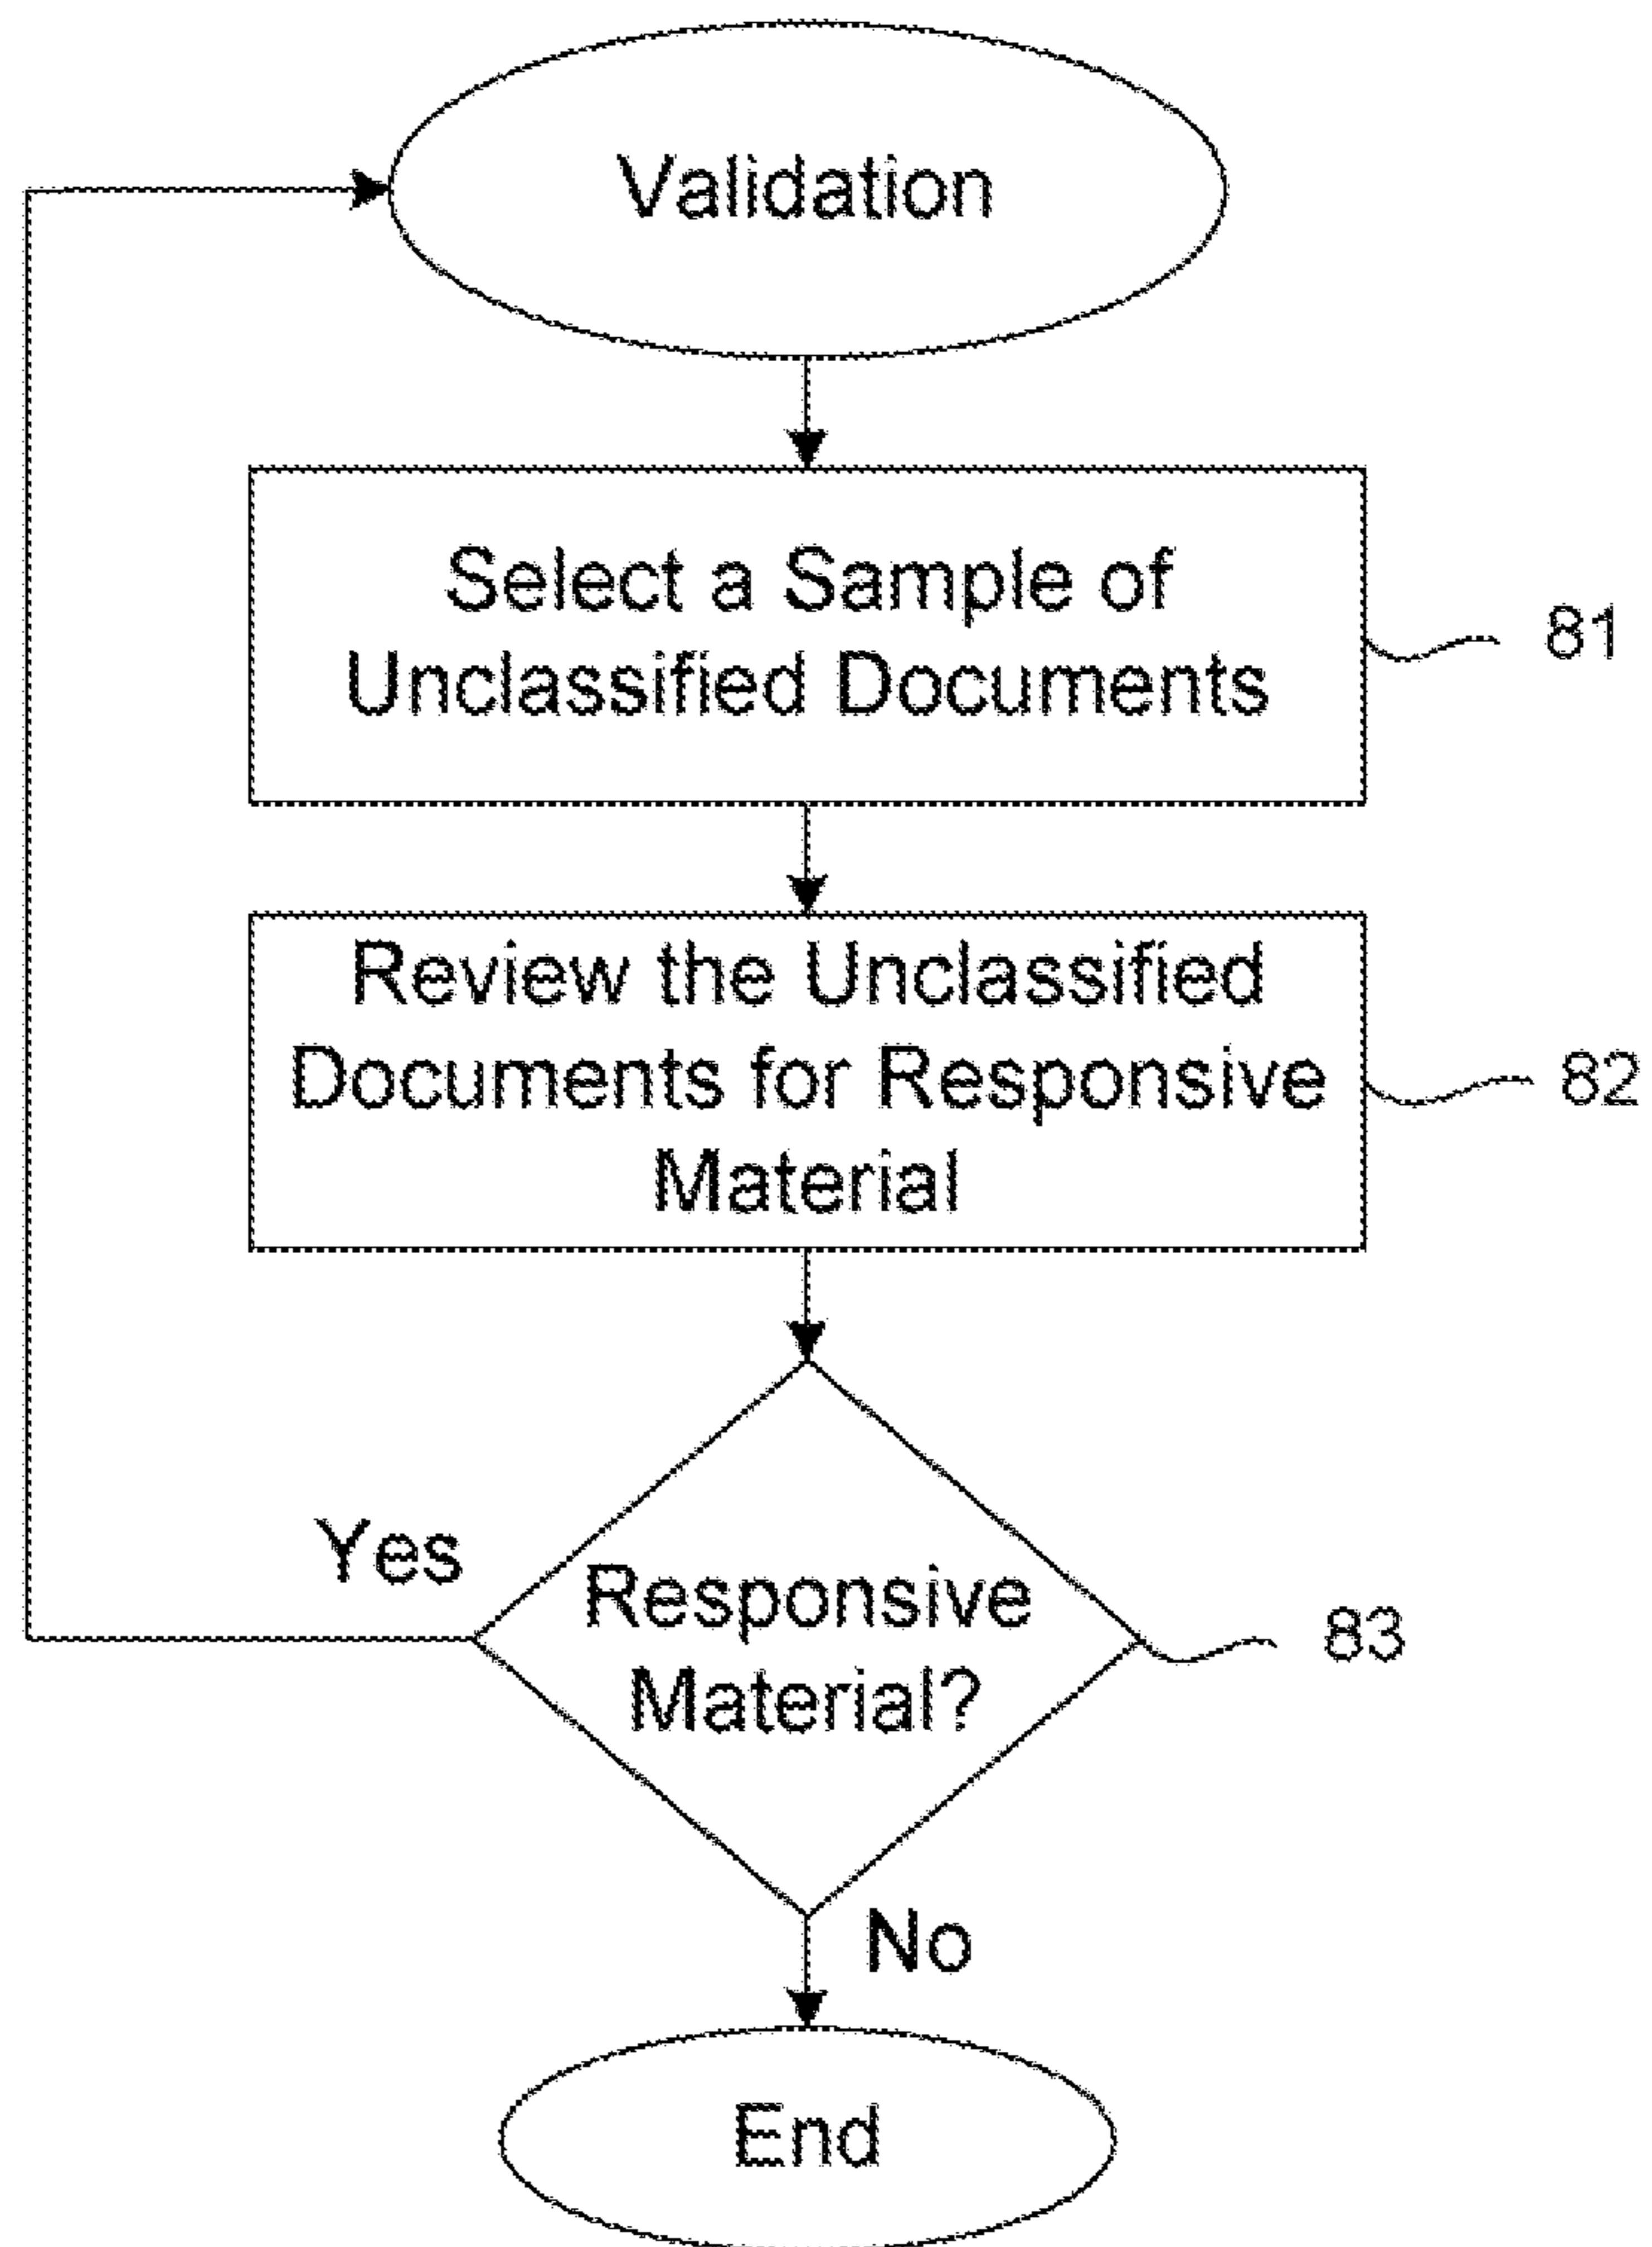 Validation
Select a Sample of
Unclassified Documents
81
Review the Unclassified
Documents for Responsive
Material
82
Yes
Responsive
Material?
83
No
End